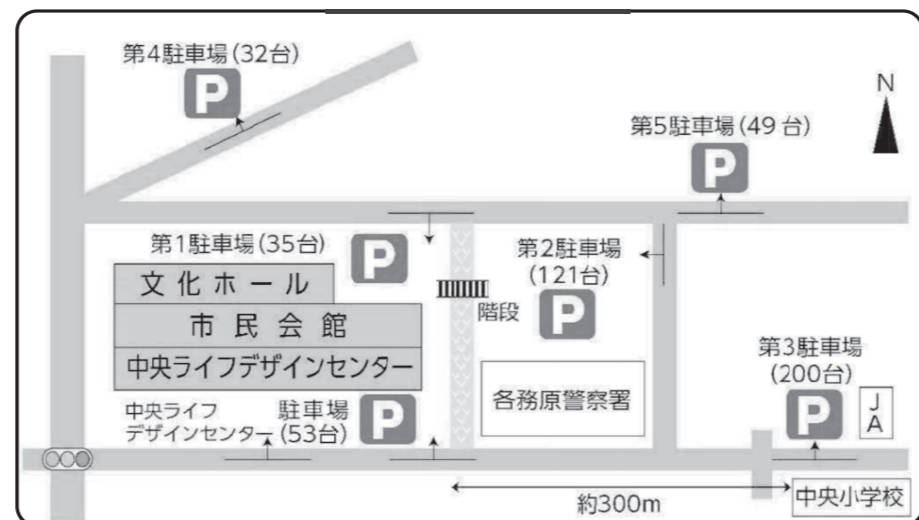 第4駐車場(32台)
P
N
第5駐車場(49台)
P
第1駐車場(35台)
P
第2駐車場
(121台)
P
階段
文化ホール
市民会館
中央ライフデザインセンター
第3駐車場
(200台)
P
JA
各務原警察署
中央ライフ
デザインセンター
駐車場
(53台)
P
約300m
中央小学校